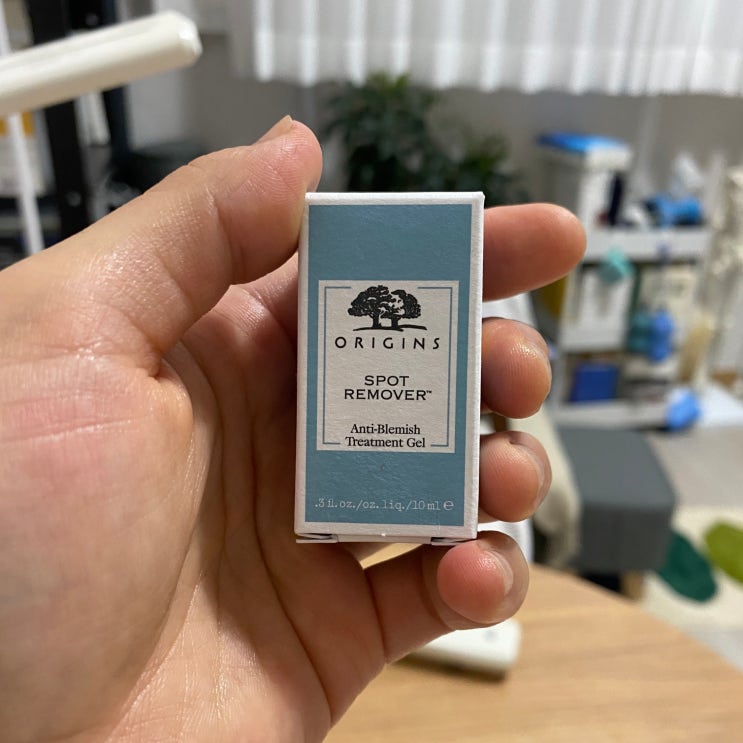 ORIGINS
SPOT
REMOVER™
Anti-Blemish
Treatment Gel
.3 fl. oz./oz. liq./10 ml ℮